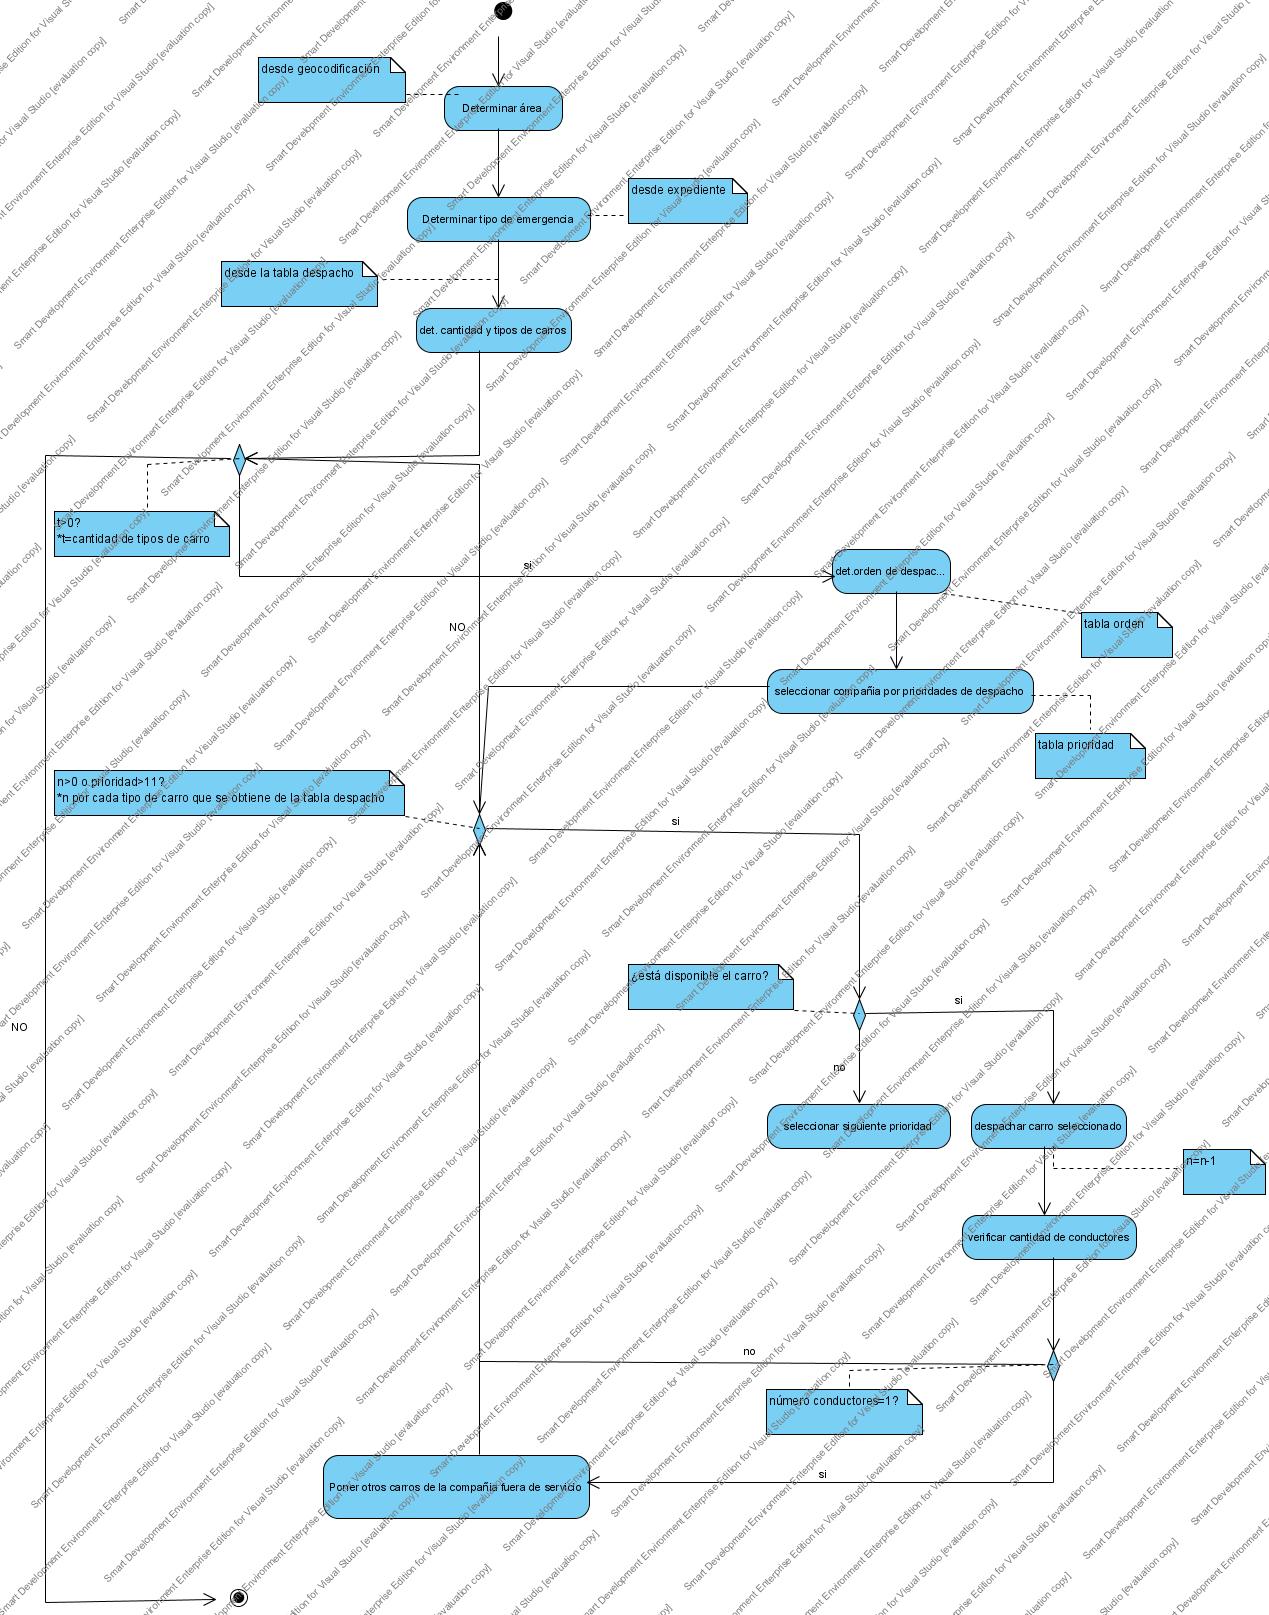 desde geocodificación
Determinar área
desde expediente
Determinar tipo de emergencia
desde la tabla despacho
det. cantidad y tipos de carros
t>0?
*t=cantidad de tipos de carro
si
det.orden de despac...
tabla orden
NO
seleccionar compañia por prioridades de despacho
tabla prioridad
n>0 o prioridad>11?
*n por cada tipo de carro que se obtiene de la tabla despacho
si
¿está disponible el carro?
si
NO
no
seleccionar siguiente prioridad
despachar carro seleccionado
n=n-1
verificar cantidad de conductores
no
número conductores=1?
si
Poner otros carros de la compañia fuera de servicio
Smart Development Environment Enterprise Edition for Visual Studio [evaluation copy]